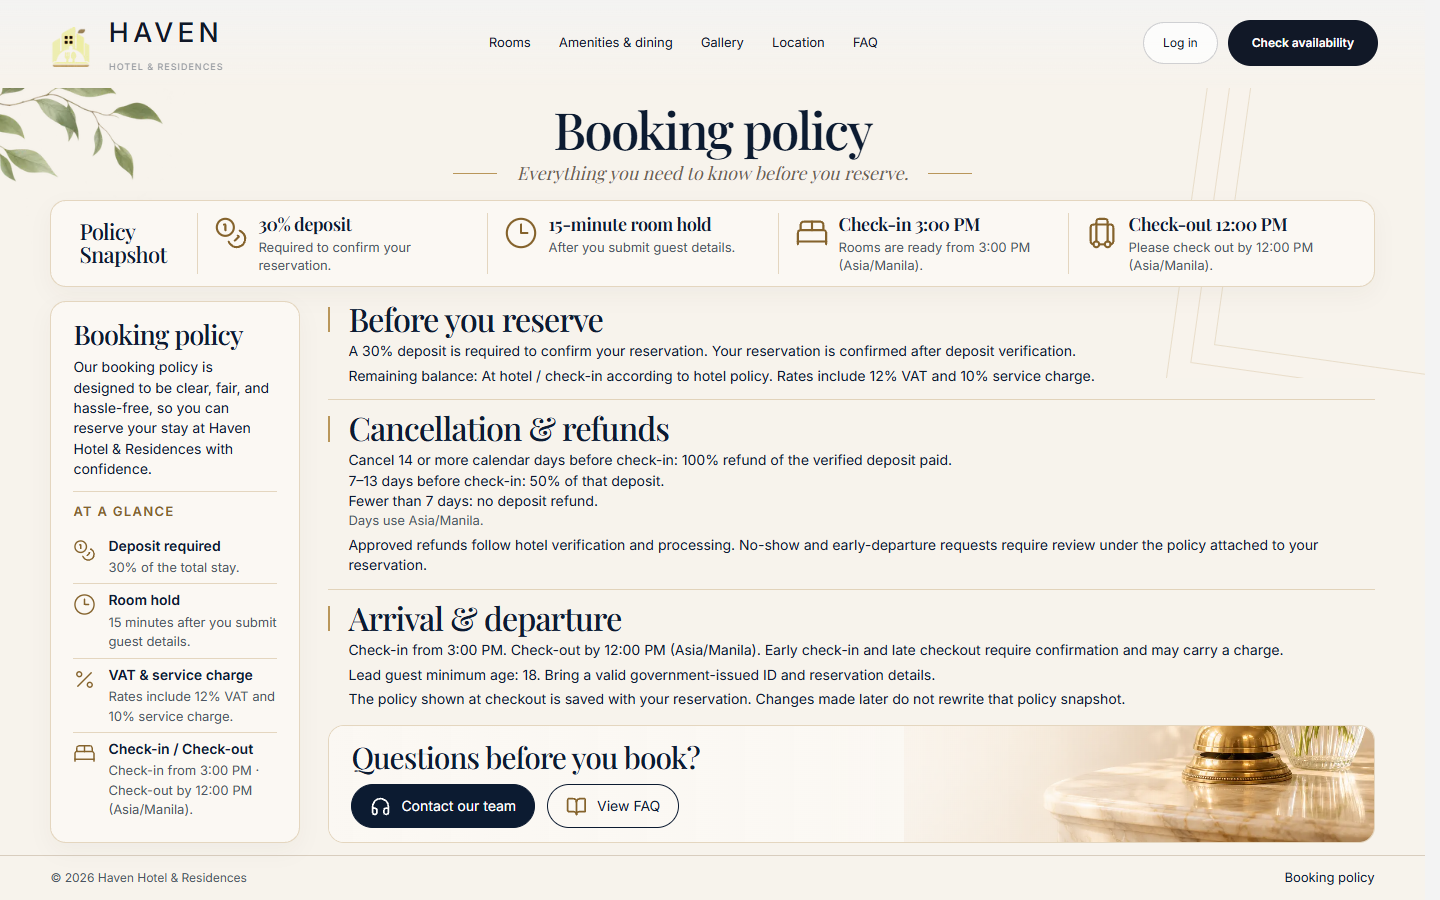 HAVEN
HOTEL & RESIDENCES
Rooms
Amenities & dining
Gallery
Location
FAQ
Log in
Check availability
Booking policy
Everything you need to know before you reserve.
Policy
Snapshot
30% deposit
Required to confirm your
reservation.
15-minute room hold
After you submit guest details.
Check-in 3:00 PM
Rooms are ready from 3:00 PM
(Asia/Manila).
Check-out 12:00 PM
Please check out by 12:00 PM
(Asia/Manila).
Booking policy
Our booking policy is
designed to be clear, fair, and
hassle-free, so you can
reserve your stay at Haven
Hotel & Residences with
confidence.
AT A GLANCE
Deposit required
30% of the total stay.
Room hold
15 minutes after you submit
guest details.
VAT & service charge
Rates include 12% VAT and
10% service charge.
Check-in / Check-out
Check-in from 3:00 PM ·
Check-out by 12:00 PM
(Asia/Manila).
Before you reserve
A 30% deposit is required to confirm your reservation. Your reservation is confirmed after deposit verification.
Remaining balance: At hotel / check-in according to hotel policy. Rates include 12% VAT and 10% service charge.
Cancellation & refunds
Cancel 14 or more calendar days before check-in: 100% refund of the verified deposit paid.
7–13 days before check-in: 50% of that deposit.
Fewer than 7 days: no deposit refund.
Days use Asia/Manila.
Approved refunds follow hotel verification and processing. No-show and early-departure requests require review under the policy attached to your
reservation.
Arrival & departure
Check-in from 3:00 PM. Check-out by 12:00 PM (Asia/Manila). Early check-in and late checkout require confirmation and may carry a charge.
Lead guest minimum age: 18. Bring a valid government-issued ID and reservation details.
The policy shown at checkout is saved with your reservation. Changes made later do not rewrite that policy snapshot.
Questions before you book?
Contact our team
View FAQ
© 2026 Haven Hotel & Residences
Booking policy